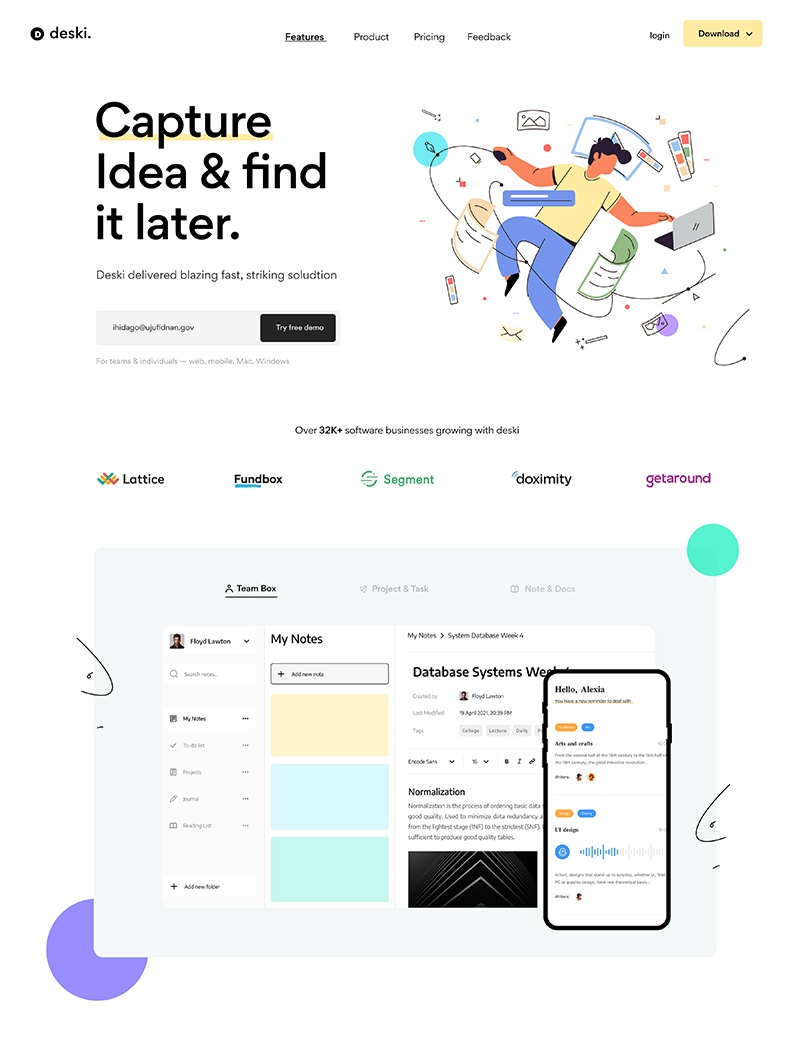 D deski.
Features Product Pricing Feedback login Download
Capture
Idea & find
it later.
Deski delivered blazing fast, striking soludtion
ihidago@ujufidnan.gov Try free demo
For teams & individuals — web, mobile, Mac, Windows
Over 32K+ software businesses growing with deski
Lattice Fundbox Segment doximity getaround
Team Box Project & Task Note & Docs
Floyd Lawton
Search notes...
My Notes
To-do list
Projects
Journal
Reading List
Add new folder
My Notes
Add new note
My Notes > System Database Week 4
Database Systems Week 4
Created by Floyd Lawton
Last Modified 19 April 2021, 20:39 PM
Tags College Lecture Daily
Encode Sans 16 B I
Normalization
Normalization is the process of ordering basic data
good quality. Used to minimize data redundancy
from the lightest stage (1NF) to the strictest (5NF).
sufficient to produce good quality tables.
Hello, Alexia
You have a new reminder to deal with.
Art
Arts and crafts
From the second half of the 18th century to the first half of
the 19th century, the great industrial revolution...
Writers:
Design Theory
UI design
In fact, designs that stand up to scrutiny, whether UI,
PC or graphic design, have real theoretical basis...
Writers: